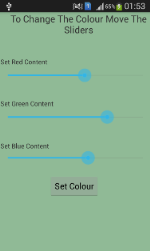 65%
01:53
To Change The Colour Move The
Sliders
Set Red Content
Set Green Content
Set Blue Content
Set Colour